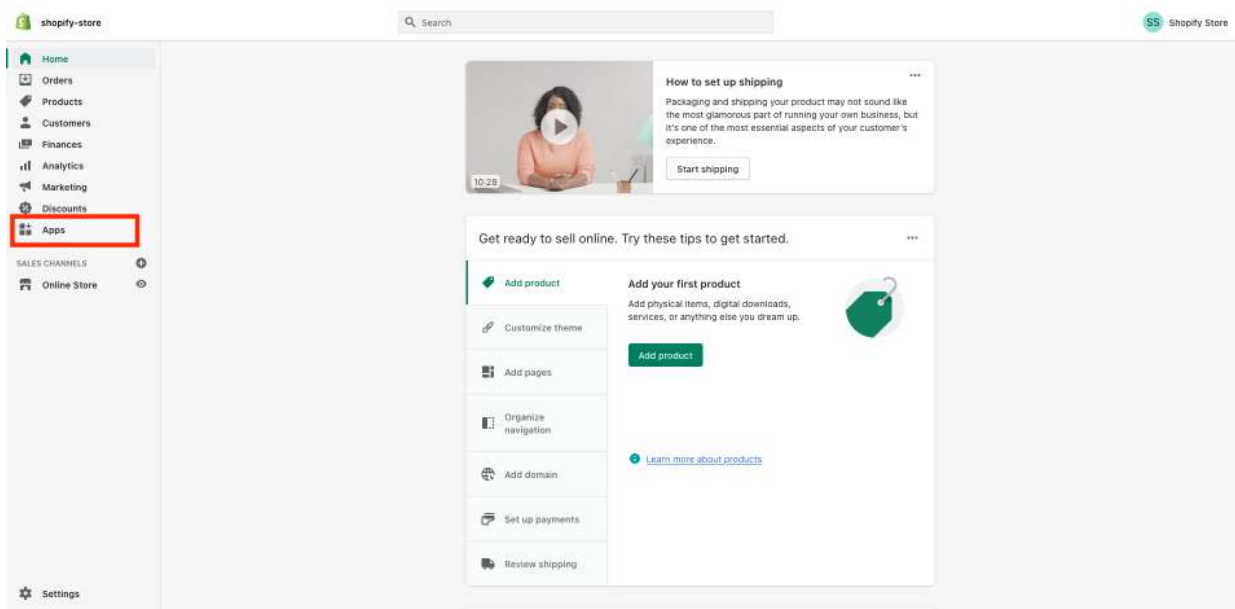 shopify-store
Search
SS Shopify Store
Home
Orders
Products
Customers
Finances
Analytics
Marketing
Discounts
Apps
SALES CHANNELS
Online Store
Settings
10:28
How to set up shipping
Packaging and shipping your product may not sound like
the most glamorous part of running your own business, but
it's one of the most essential aspects of your customer's
experience.
Start shipping
Get ready to sell online. Try these tips to get started.
Add product
Customize theme
Add pages
Organize
navigation
Add domain
Set up payments
Review shipping
Add your first product
Add physical items, digital downloads,
services, or anything else you dream up.
Add product
Learn more about products